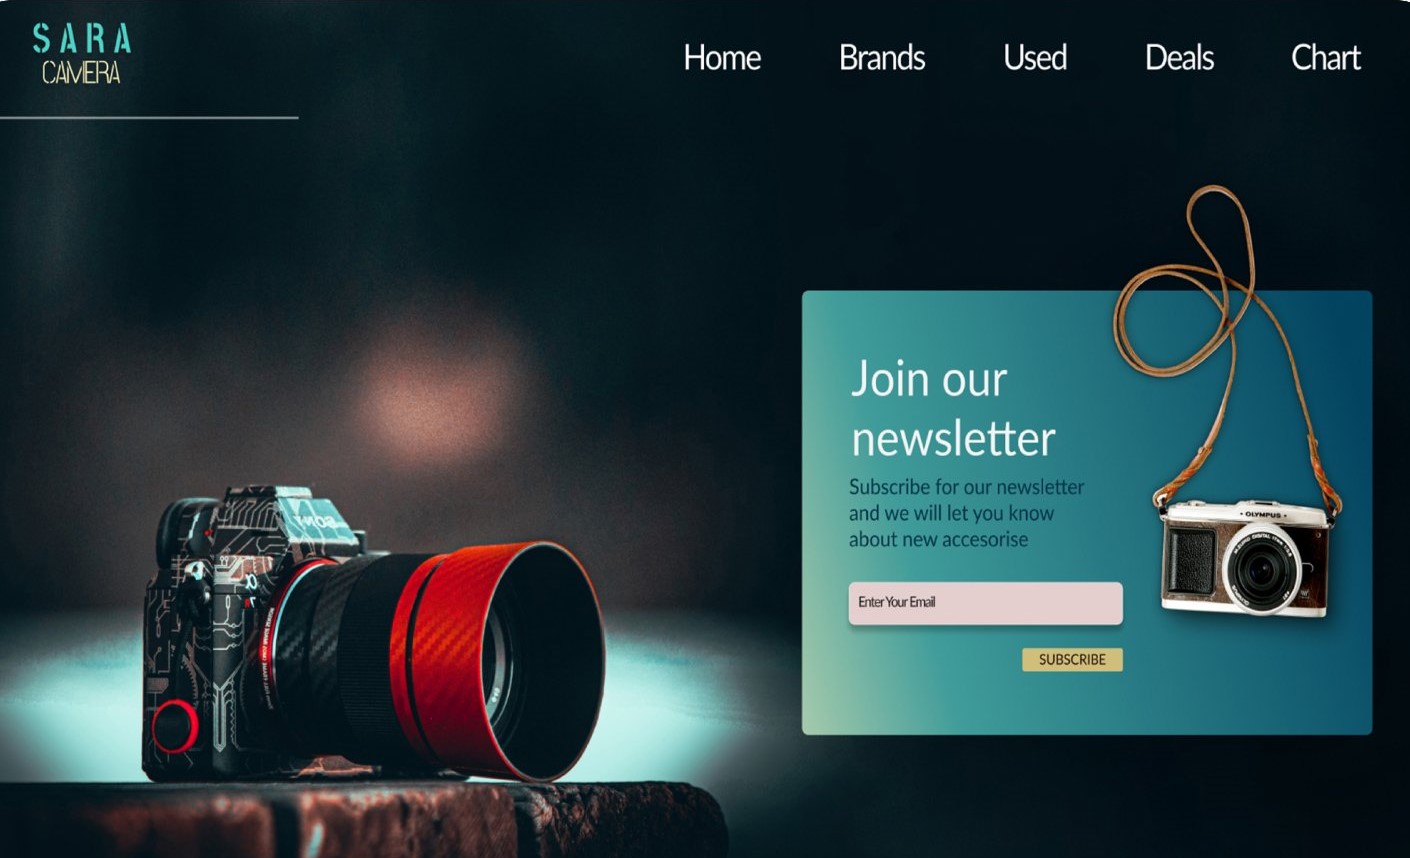 SARA
CAMERA
Home
Brands
Used
Deals
Chart
Join our
newsletter
Subscribe for our newsletter
and we will let you know
about new accesorise
Enter Your Email
SUBSCRIBE
OLYMPUS